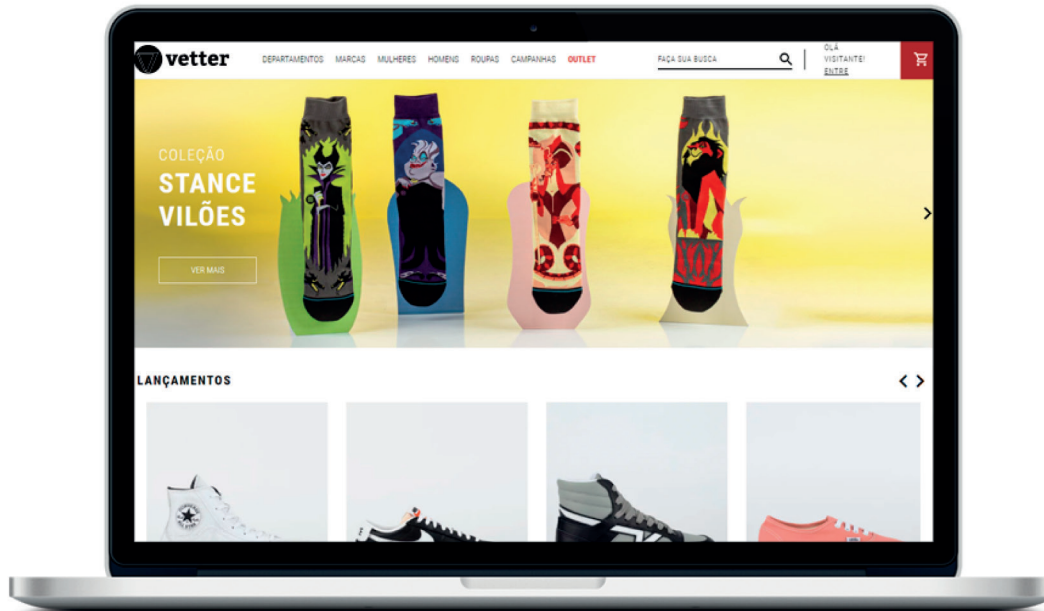 vetter
DEPARTAMENTOS MARCAS MULHERES HOMENS ROUPAS CAMPANHAS OUTLET
FAÇA SUA BUSCA
OLÁ
VISITANTE!
ENTRE
COLEÇÃO
STANCE
VILÕES
VER MAIS
LANÇAMENTOS